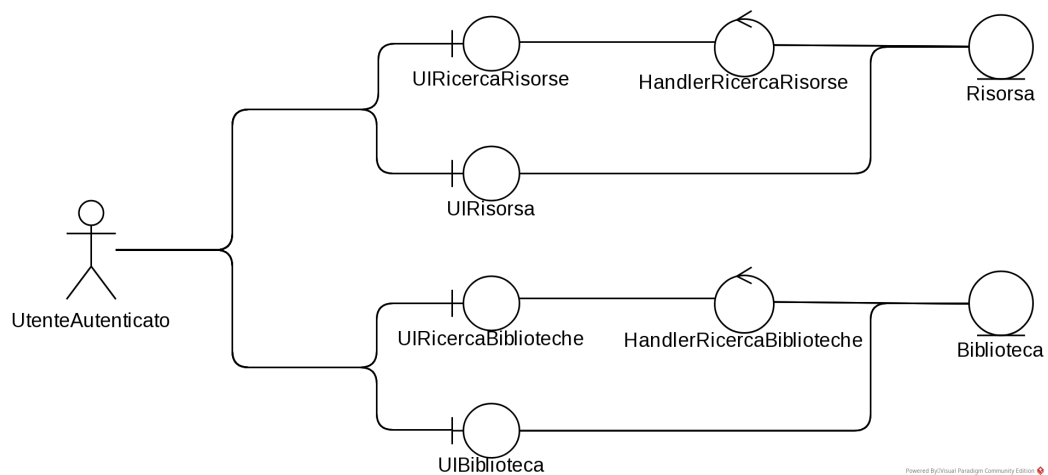 UIRicercaRisorse
HandlerRicercaRisorse
Risorsa
UIRisorsa
UtenteAutenticato
UIRicercaBiblioteche
HandlerRicercaBiblioteche
Biblioteca
UIBiblioteca
Powered By Visual Paradigm Community Edition